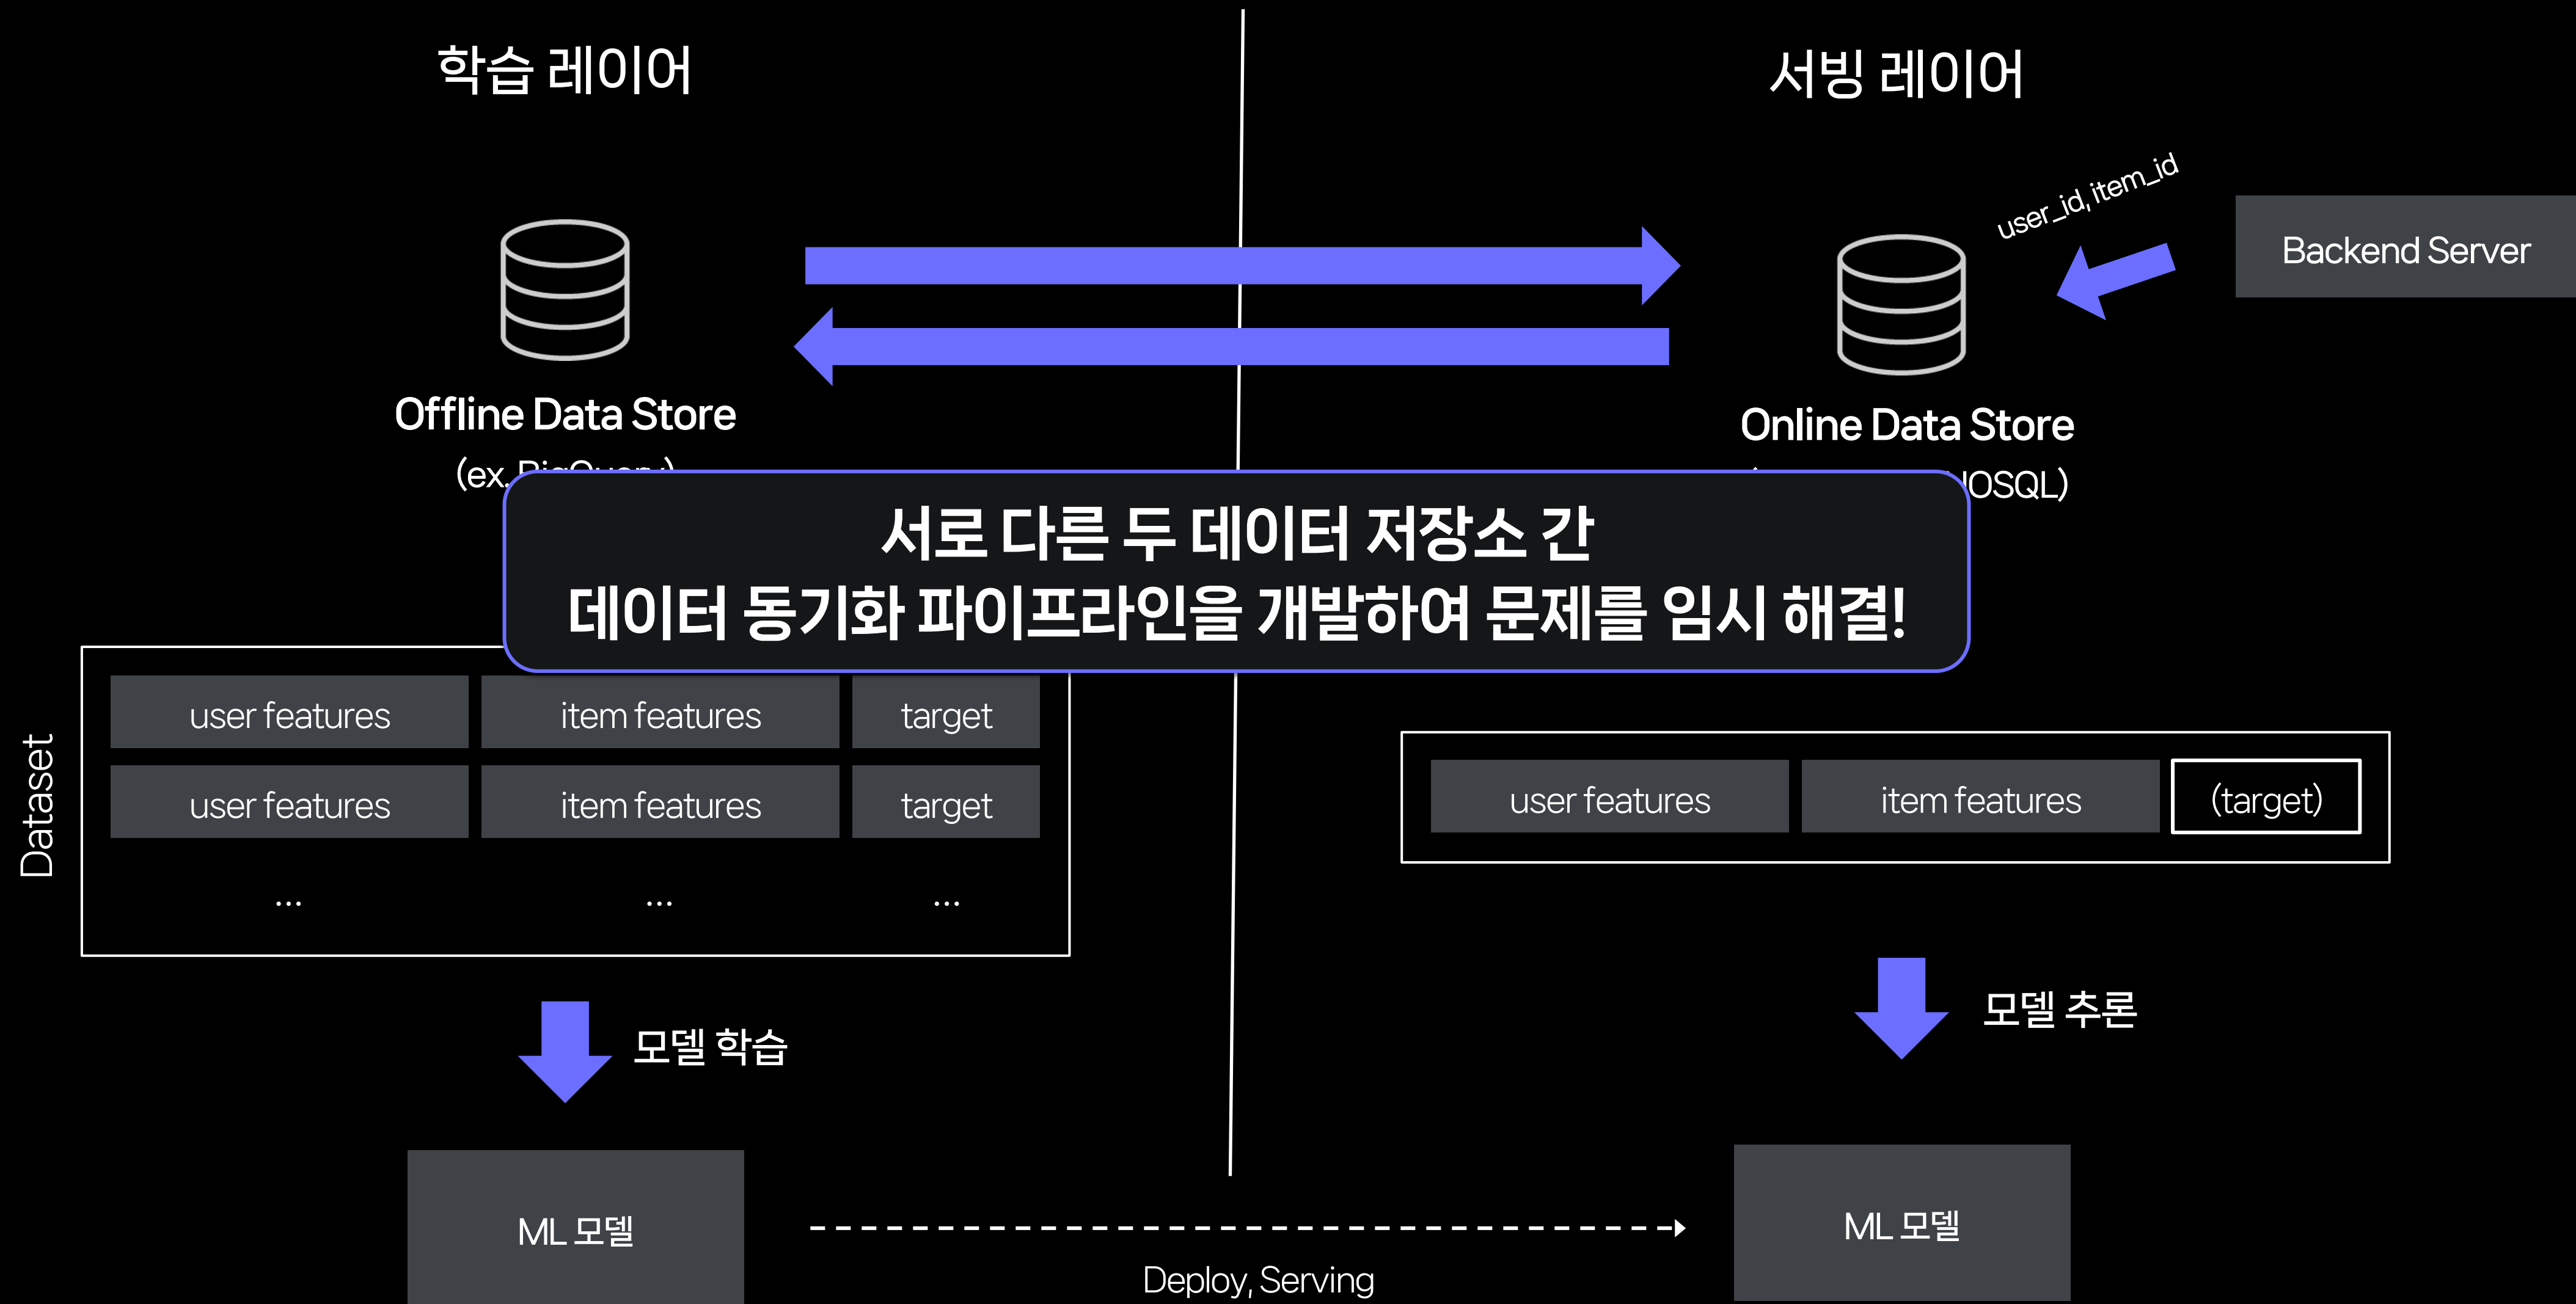 학습 레이어
서빙 레이어
user_id, item_id
Backend Server
Offline Data Store
(ex. BigQuery)
Online Data Store
NOSQL)
서로 다른 두 데이터 저장소 간
데이터 동기화 파이프라인을 개발하여 문제를 임시 해결!
Dataset
user features item features target
user features item features target
... ... ...
user features item features (target)
모델 학습
모델 추론
ML 모델
ML 모델
Deploy, Serving